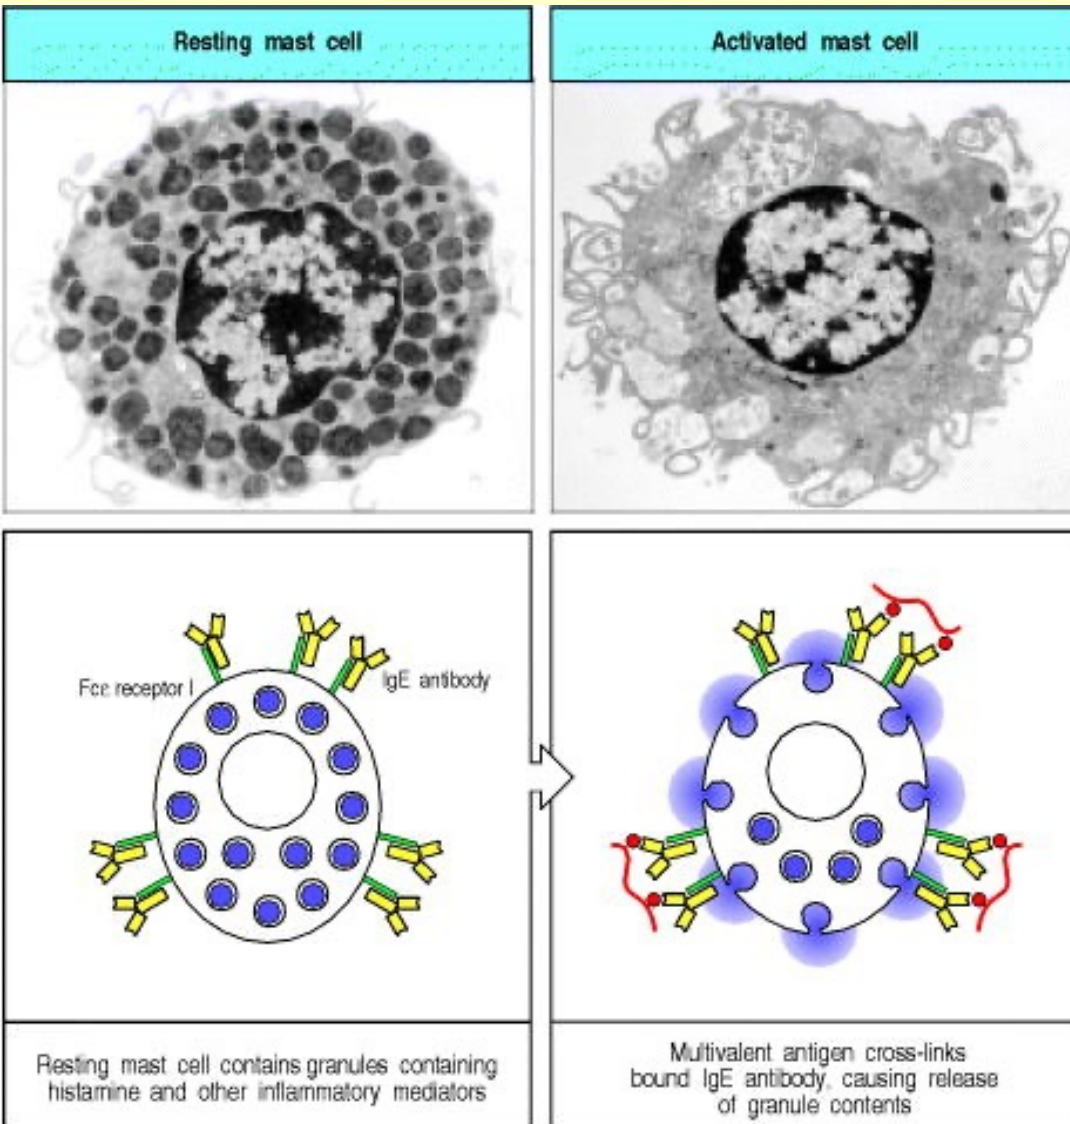 Resting mast cell
Activated mast cell
Fcε receptor I
IgE antibody
Resting mast cell contains granules containing
histamine and other inflammatory mediators
Multivalent antigen cross-links
bound IgE antibody, causing release
of granule contents